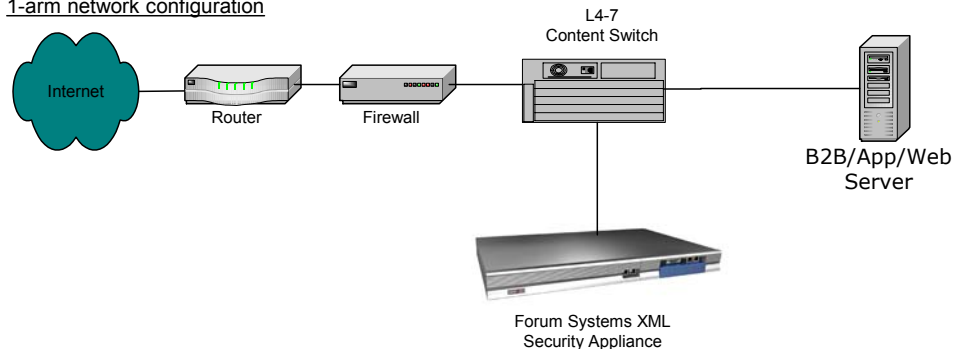 1-arm network configuration
L4-7
Content Switch
Internet
Router
Firewall
B2B/App/Web
Server
Forum Systems XML
Security Appliance